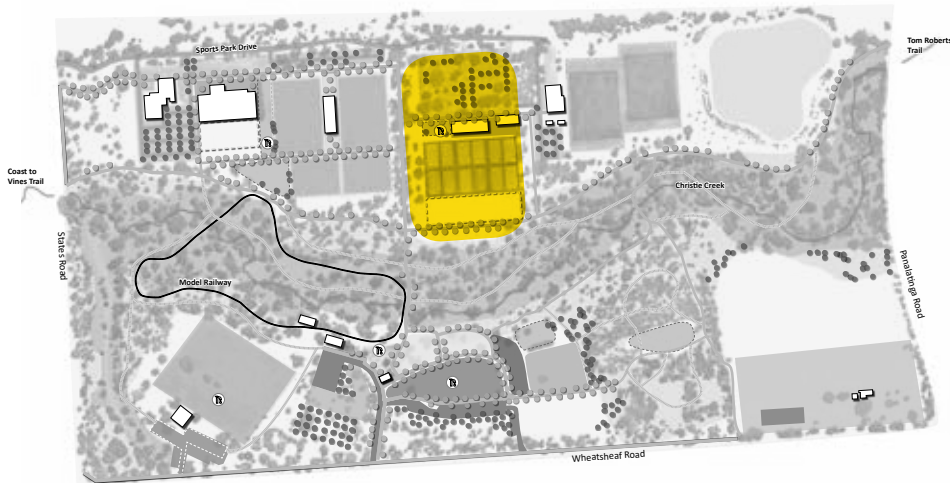 Sports Park Drive
Tom Roberts
Trail
Coast to
Vines Trail
Christie Creek
States Road
Model Railway
Panalatinga Road
Wheatsheaf Road